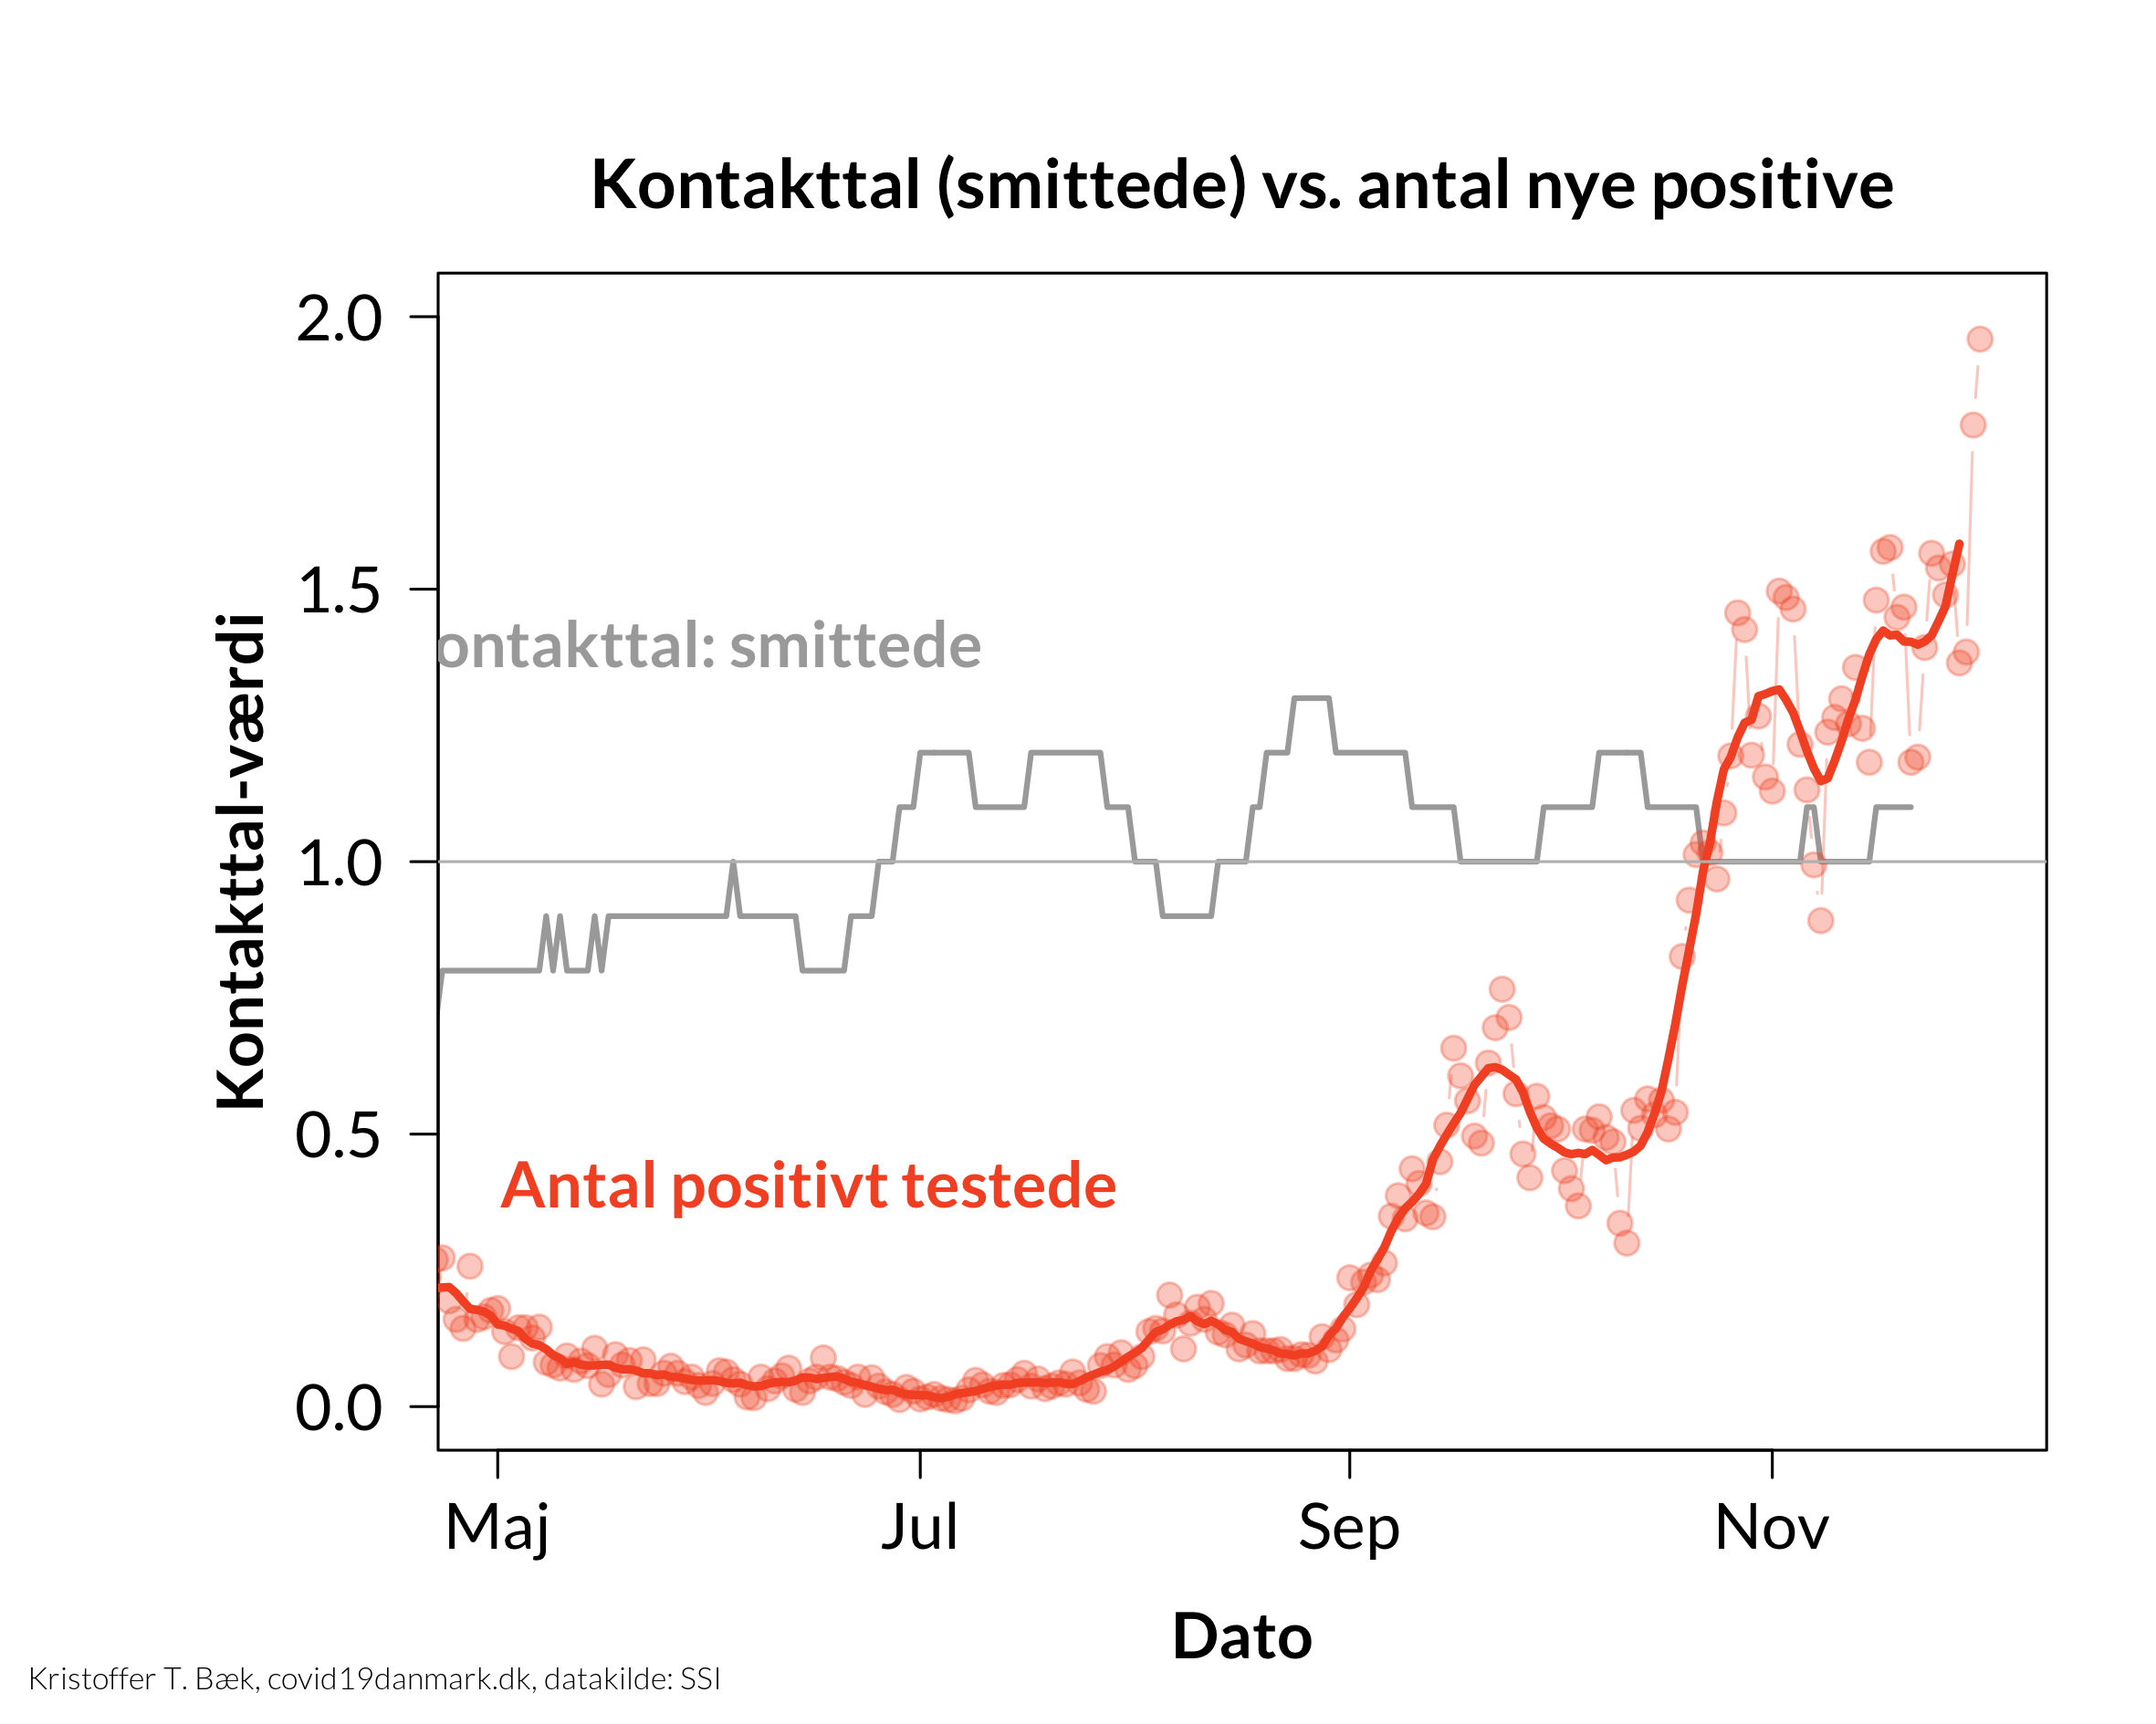 Kontakttal (smittede) vs. antal nye positive
Kontakttal-værdi
2.0
1.5
1.0
0.5
0.0
ontakttal: smittede
Antal positivt testede
Maj Jul Sep Nov
Dato
Kristoffer T. Bæk, covid19danmark.dk, datakilde: SSI